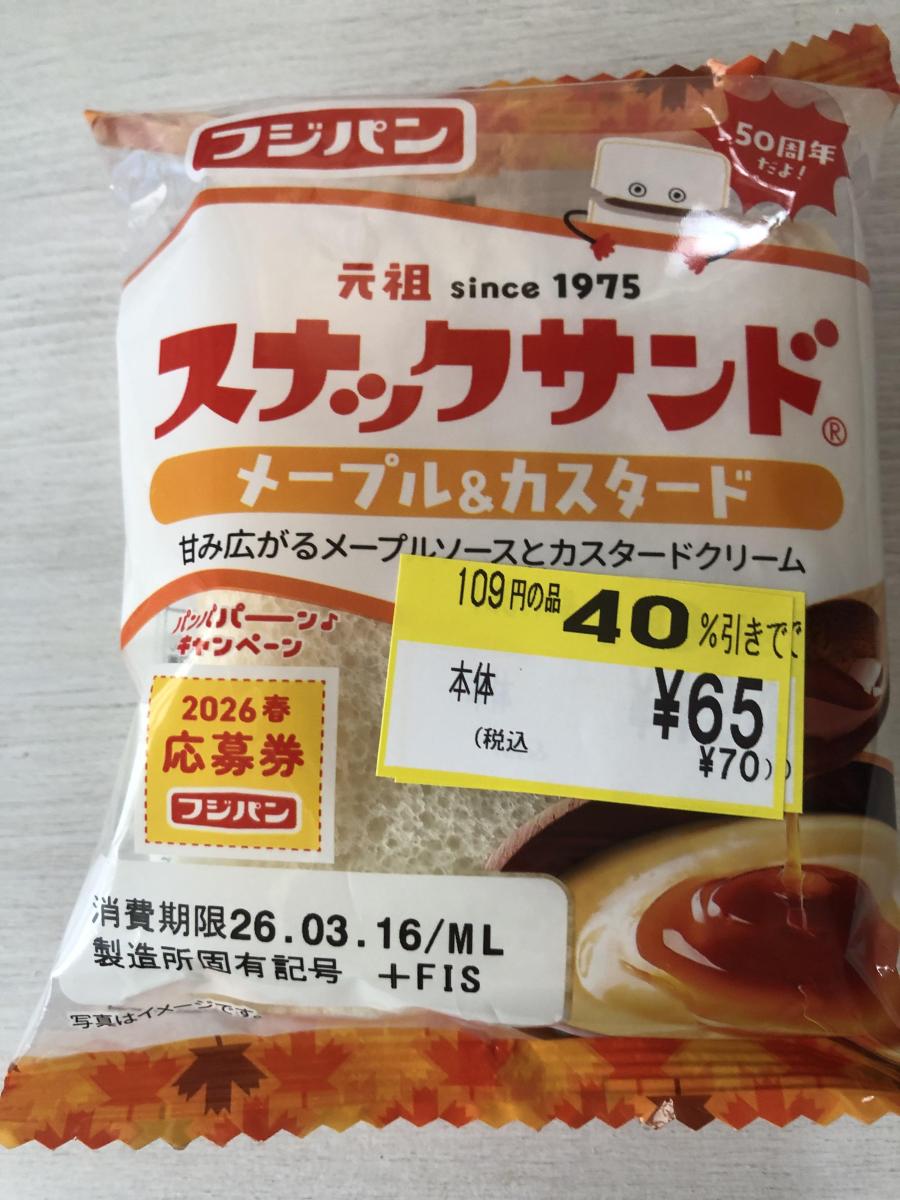 フジパン
50周年
だよ!
元祖 since 1975
スナックサンド®
メープル&カスタード
甘み広がるメープルソースとカスタードクリーム
109円の品 40%引きで
本体 ¥65
(税込 ¥70)
パンパパーーン♪
キャンペーン
2026春
応募券
フジパン
消費期限26.03.16/ML
製造所固有記号 +FIS
写真はイメージです。